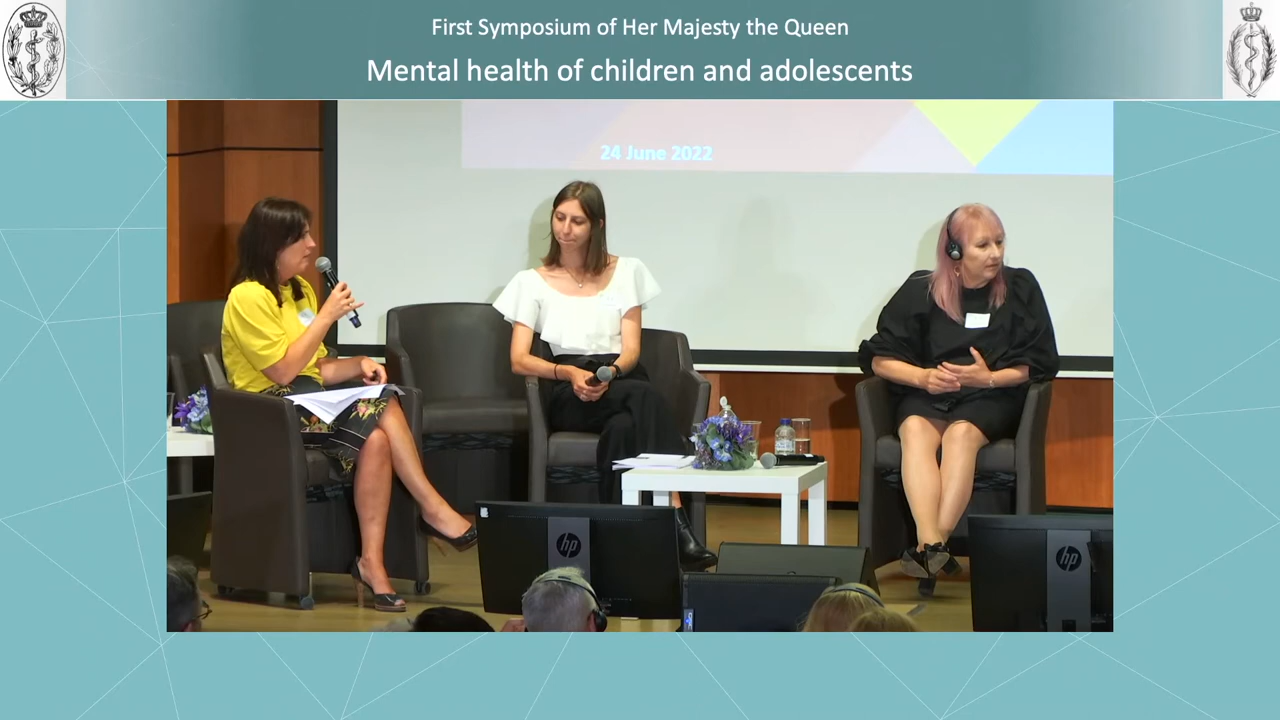 First Symposium of Her Majesty the Queen
Mental health of children and adolescents
24 June 2022
hp
hp